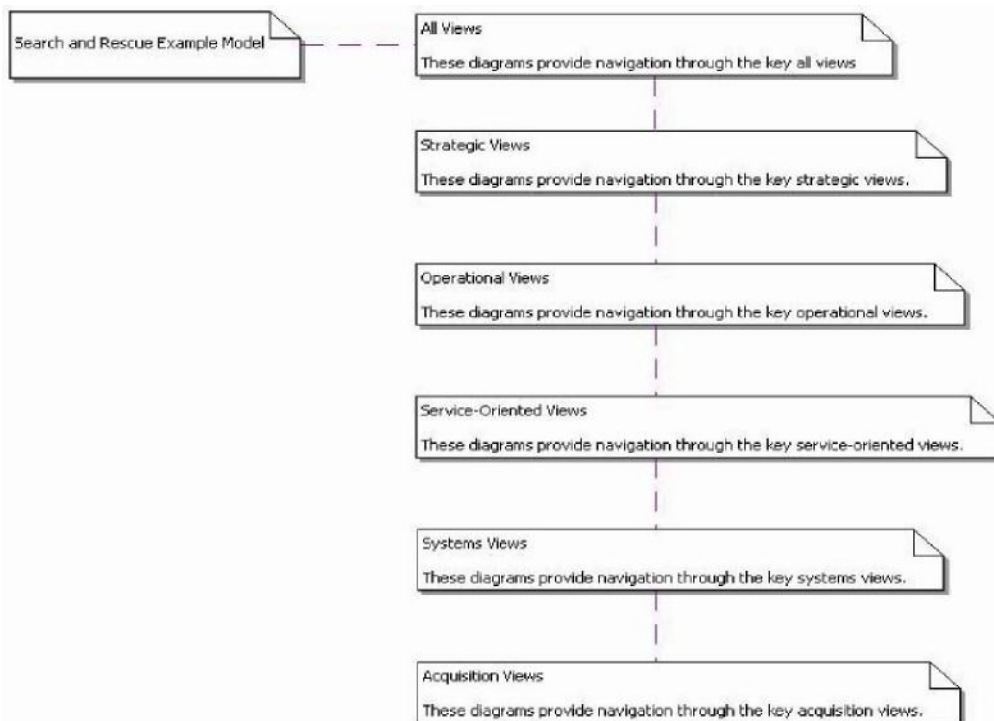 Search and Rescue Example Model
All Views
These diagrams provide navigation through the key all views
Strategic Views
These diagrams provide navigation through the key strategic views.
Operational Views
These diagrams provide navigation through the key operational views.
Service-Oriented Views
These diagrams provide navigation through the key service-oriented views.
Systems Views
These diagrams provide navigation through the key systems views.
Acquisition Views
These diagrams provide navigation through the key acquisition views.